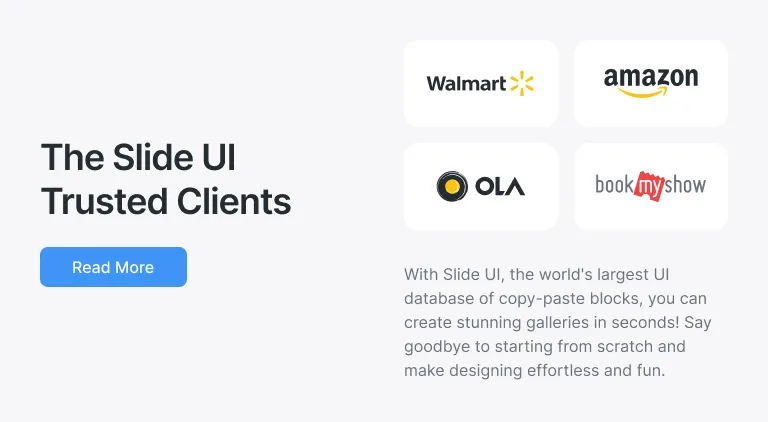 The Slide UI
Trusted Clients
Read More
Walmart
amazon
OLA
bookmyshow
With Slide UI, the world's largest UI
database of copy-paste blocks, you can
create stunning galleries in seconds! Say
goodbye to starting from scratch and
make designing effortless and fun.